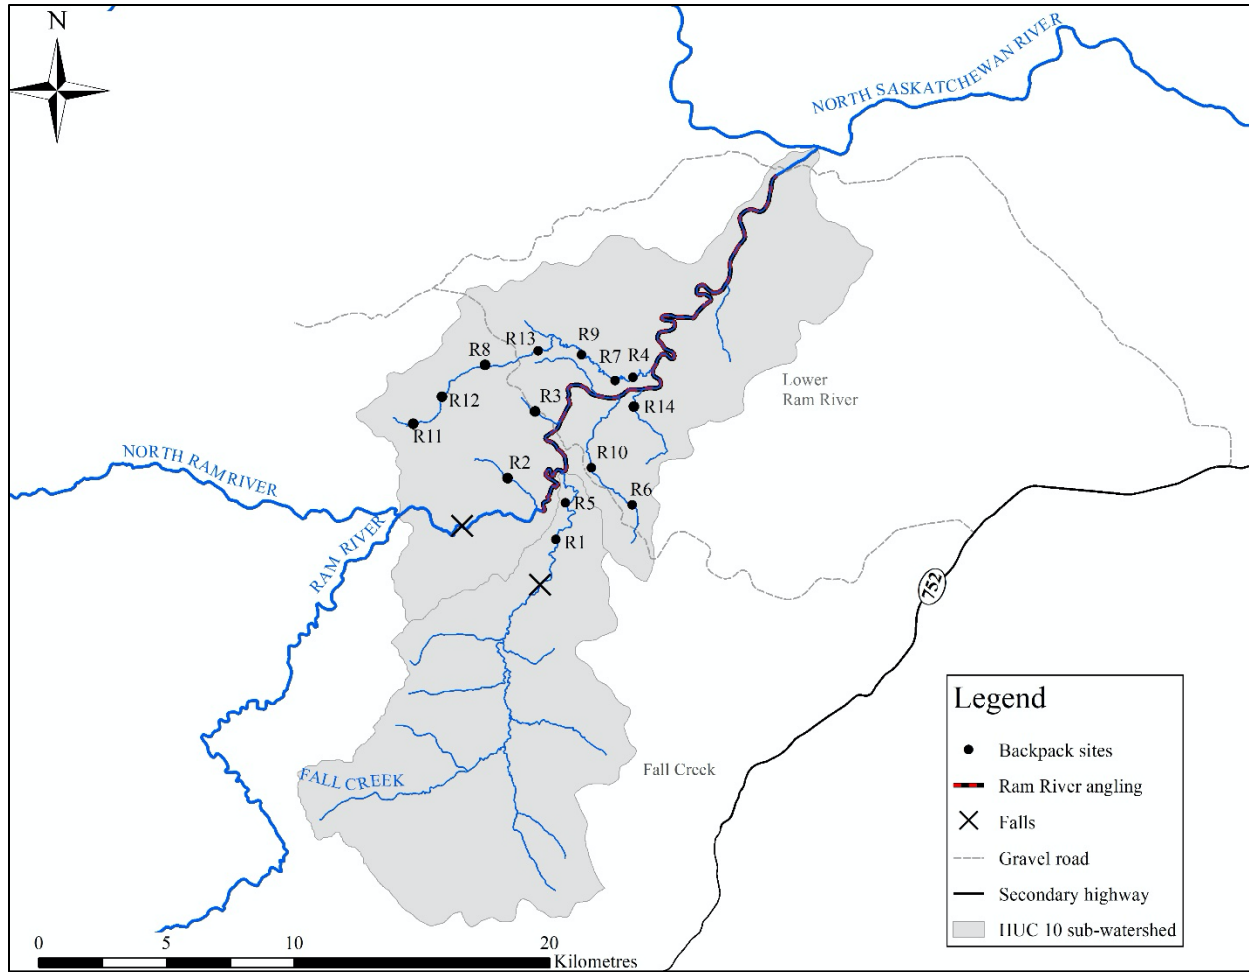 N
NORTH SASKATCHEWAN RIVER
R13
R9
R8
R7
R4
R12
R3
R14
R11
Lower
Ram River
NORTH RAM RIVER
R2
R10
R6
R5
RAM RIVER
R1
752
Fall Creek
FALL CREEK
Legend
Backpack sites
Ram River angling
Falls
Gravel road
Secondary highway
HUC 10 sub-watershed
0
5
10
20
Kilometres